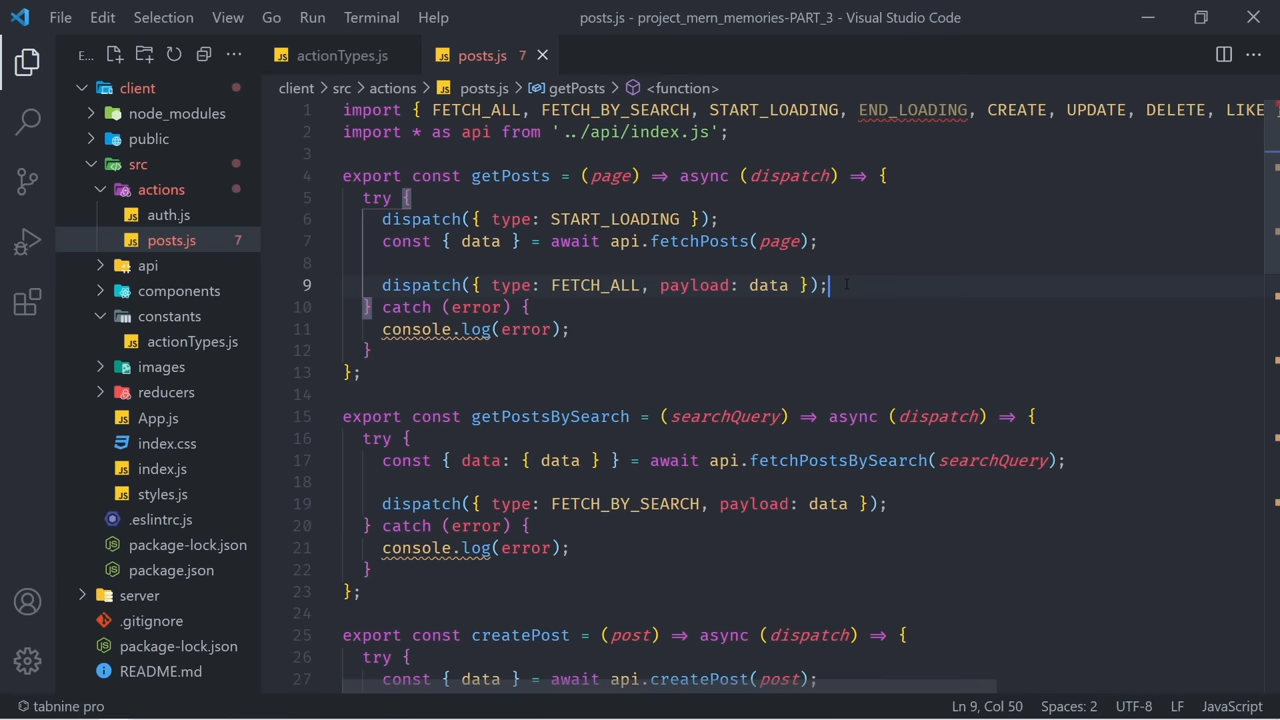 File Edit Selection View Go Run Terminal Help posts.js - project_mern_memories-PART_3 - Visual Studio Code
E... JS actionTypes.js JS posts.js 7
client > src > actions > JS posts.js > getPosts > <function>
client
node_modules
public
src
actions
JS auth.js
JS posts.js 7
api
components
constants
JS actionTypes.js
images
reducers
JS App.js
index.css
JS index.js
JS styles.js
.eslintrc.js
package-lock.json
package.json
server
.gitignore
package-lock.json
README.md
1 import { FETCH_ALL, FETCH_BY_SEARCH, START_LOADING, END_LOADING, CREATE, UPDATE, DELETE, LIKE
2 import * as api from '../api/index.js';
3
4 export const getPosts = (page) => async (dispatch) => {
5 try {
6 dispatch({ type: START_LOADING });
7 const { data } = await api.fetchPosts(page);
8
9 dispatch({ type: FETCH_ALL, payload: data });
10 } catch (error) {
11 console.log(error);
12 }
13 };
14
15 export const getPostsBySearch = (searchQuery) => async (dispatch) => {
16 try {
17 const { data: { data } } = await api.fetchPostsBySearch(searchQuery);
18
19 dispatch({ type: FETCH_BY_SEARCH, payload: data });
20 } catch (error) {
21 console.log(error);
22 }
23 };
24
25 export const createPost = (post) => async (dispatch) => {
26 try {
27 const { data } = await api.createPost(post);
tabnine pro Ln 9, Col 50 Spaces: 2 UTF-8 LF JavaScript